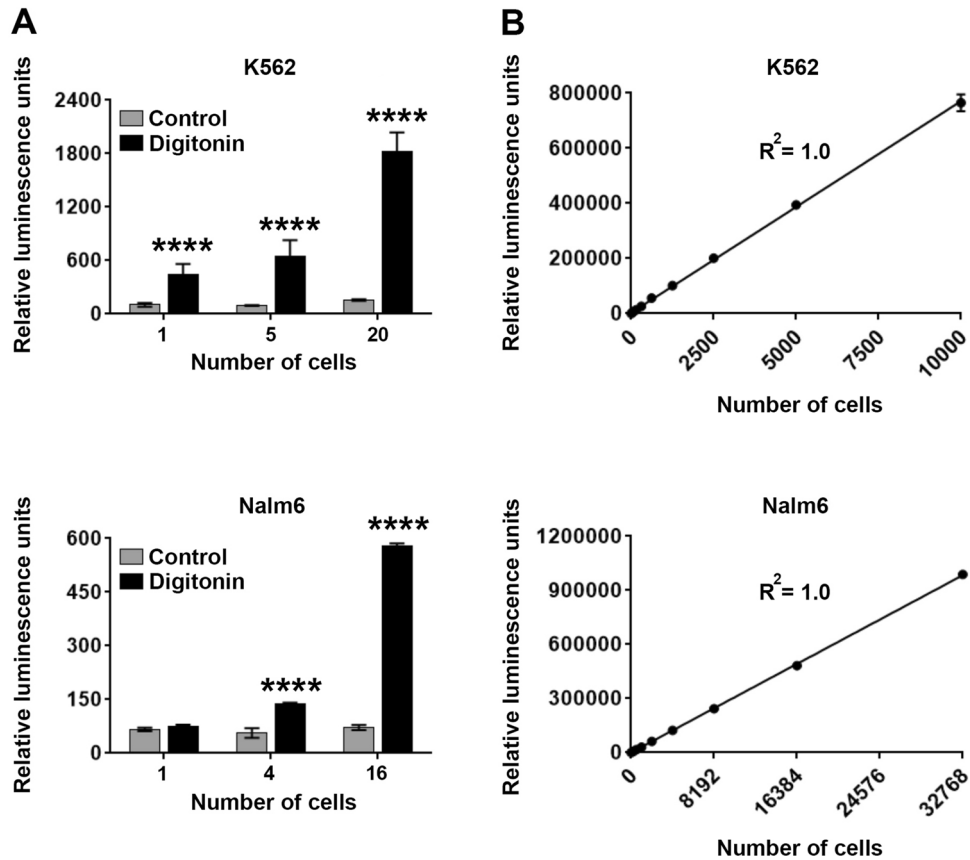 A
K562
Relative luminescence units
2400
1800
1200
600
0
Control
Digitonin
****
****
****
1
5
20
Number of cells
B
K562
Relative luminescence units
800000
600000
400000
200000
0
R2= 1.0
0
2500
5000
7500
10000
Number of cells
Nalm6
Relative luminescence units
600
450
300
150
0
Control
Digitonin
****
****
1
4
16
Number of cells
Nalm6
Relative luminescence units
1200000
900000
600000
300000
0
R2= 1.0
0
8192
16384
24576
32768
Number of cells